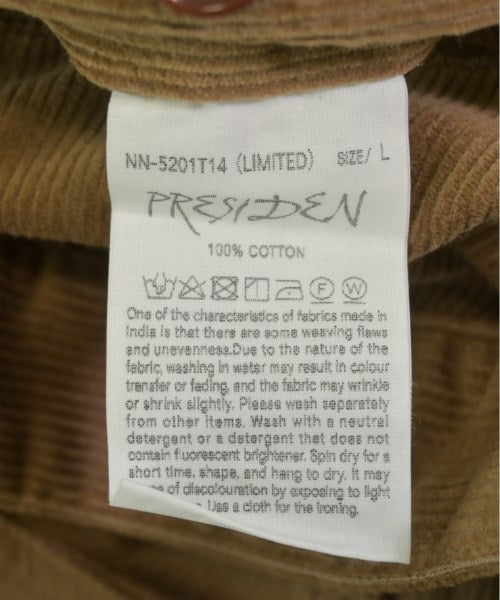 NN-5201T14 (LIMITED) SIZE/ L
PRESIDEN
100% COTTON
F W
One of the characteristics of fabrics made in
India is that there are some weaving flaws
and unevenness.Due to the nature of the
fabric, washing in water may result in colour
transfer or fading, and the fabric may wrinkle
or shrink slightly. Please wash separately
from other items. Wash with a neutral
detergent or a detergent that does not
contain fluorescent brightener. Spin dry for a
short time, shape, and hang to dry. It may
of discolouration by exposing to light
Use a cloth for the ironing.